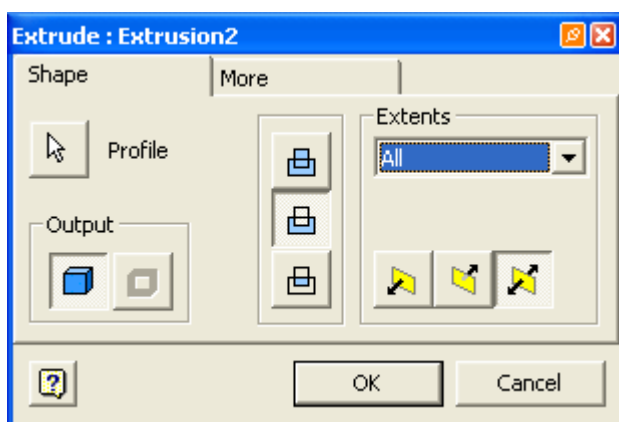 Extrude : Extrusion2
Shape
More
Profile
Output
Extents
All
?
OK
Cancel